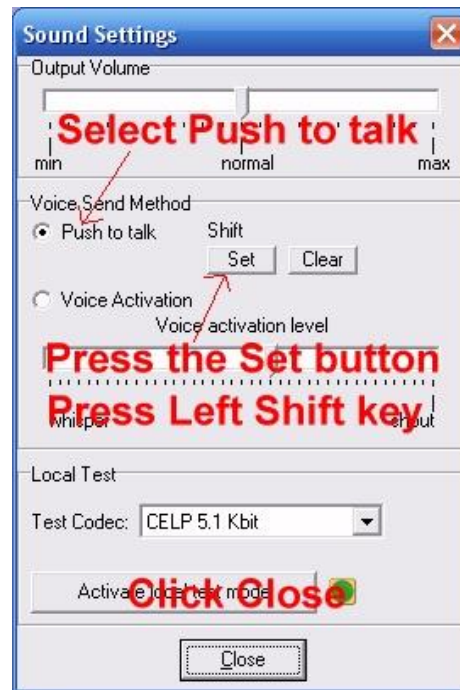 Sound Settings
Output Volume
Select Push to talk
min normal max
Voice Send Method
Push to talk Shift
Set Clear
Voice Activation
Voice activation level
Press the Set button
Press Left Shift key
whisper shout
Local Test
Test Codec: CELP 5.1 Kbit
Activate local test mode
Click Close
Close